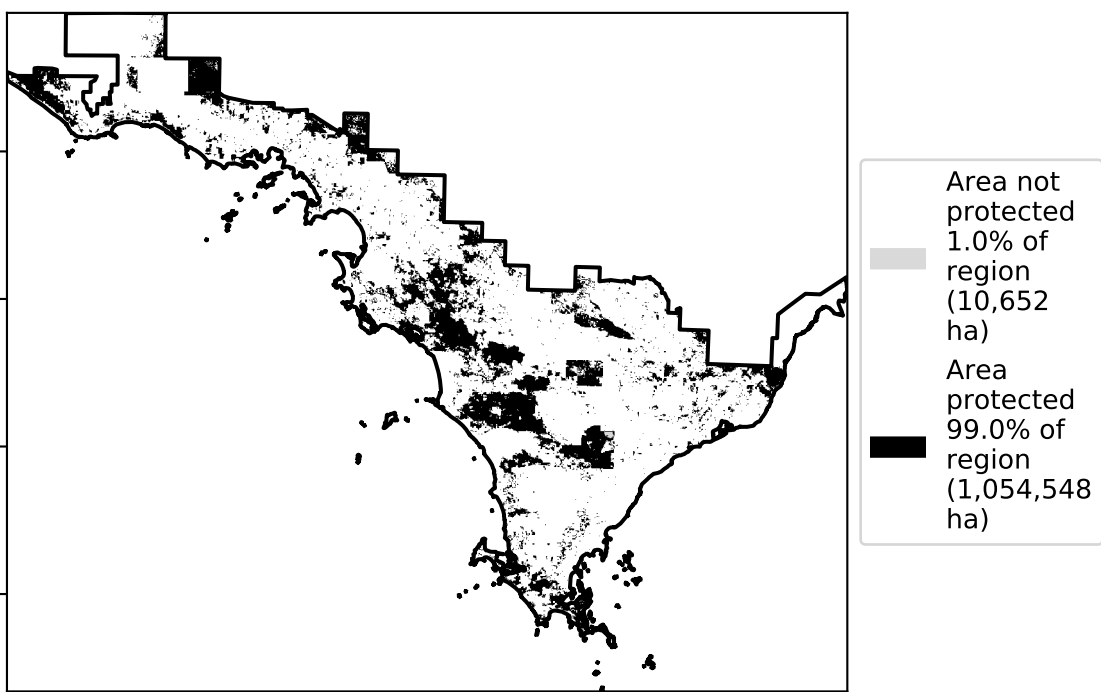 Area not
protected
1.0% of
region
(10,652
ha)
Area
protected
99.0% of
region
(1,054,548
ha)